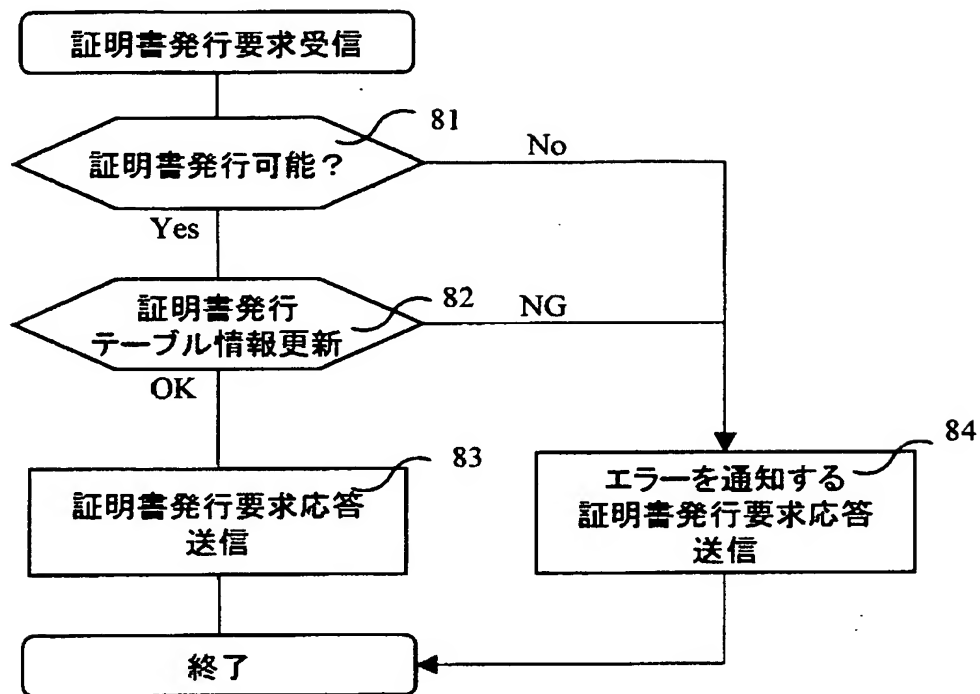 証明書発行要求受信
81
証明書発行可能？
No
Yes
82
証明書発行
テーブル情報更新
NG
OK
83
証明書発行要求応答
送信
84
エラーを通知する
証明書発行要求応答
送信
終了